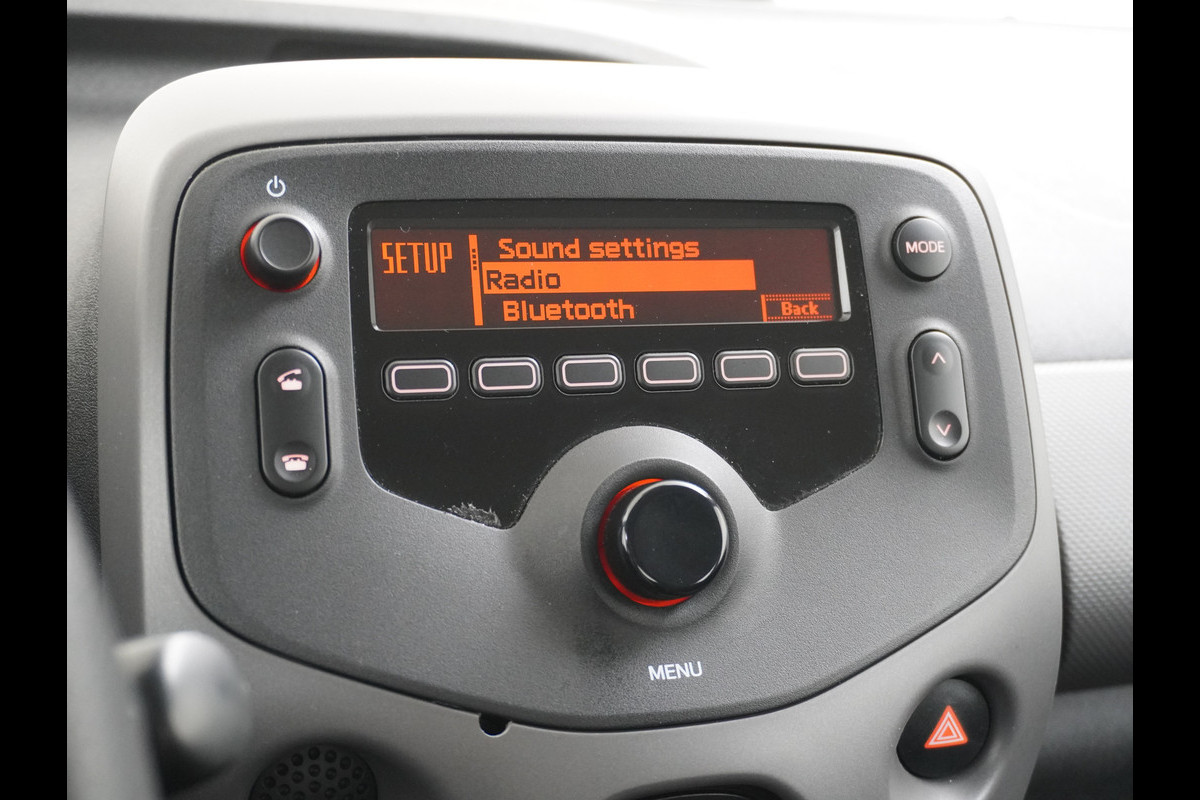 SETUP
Sound settings
Radio
Bluetooth
Back
MODE
MENU